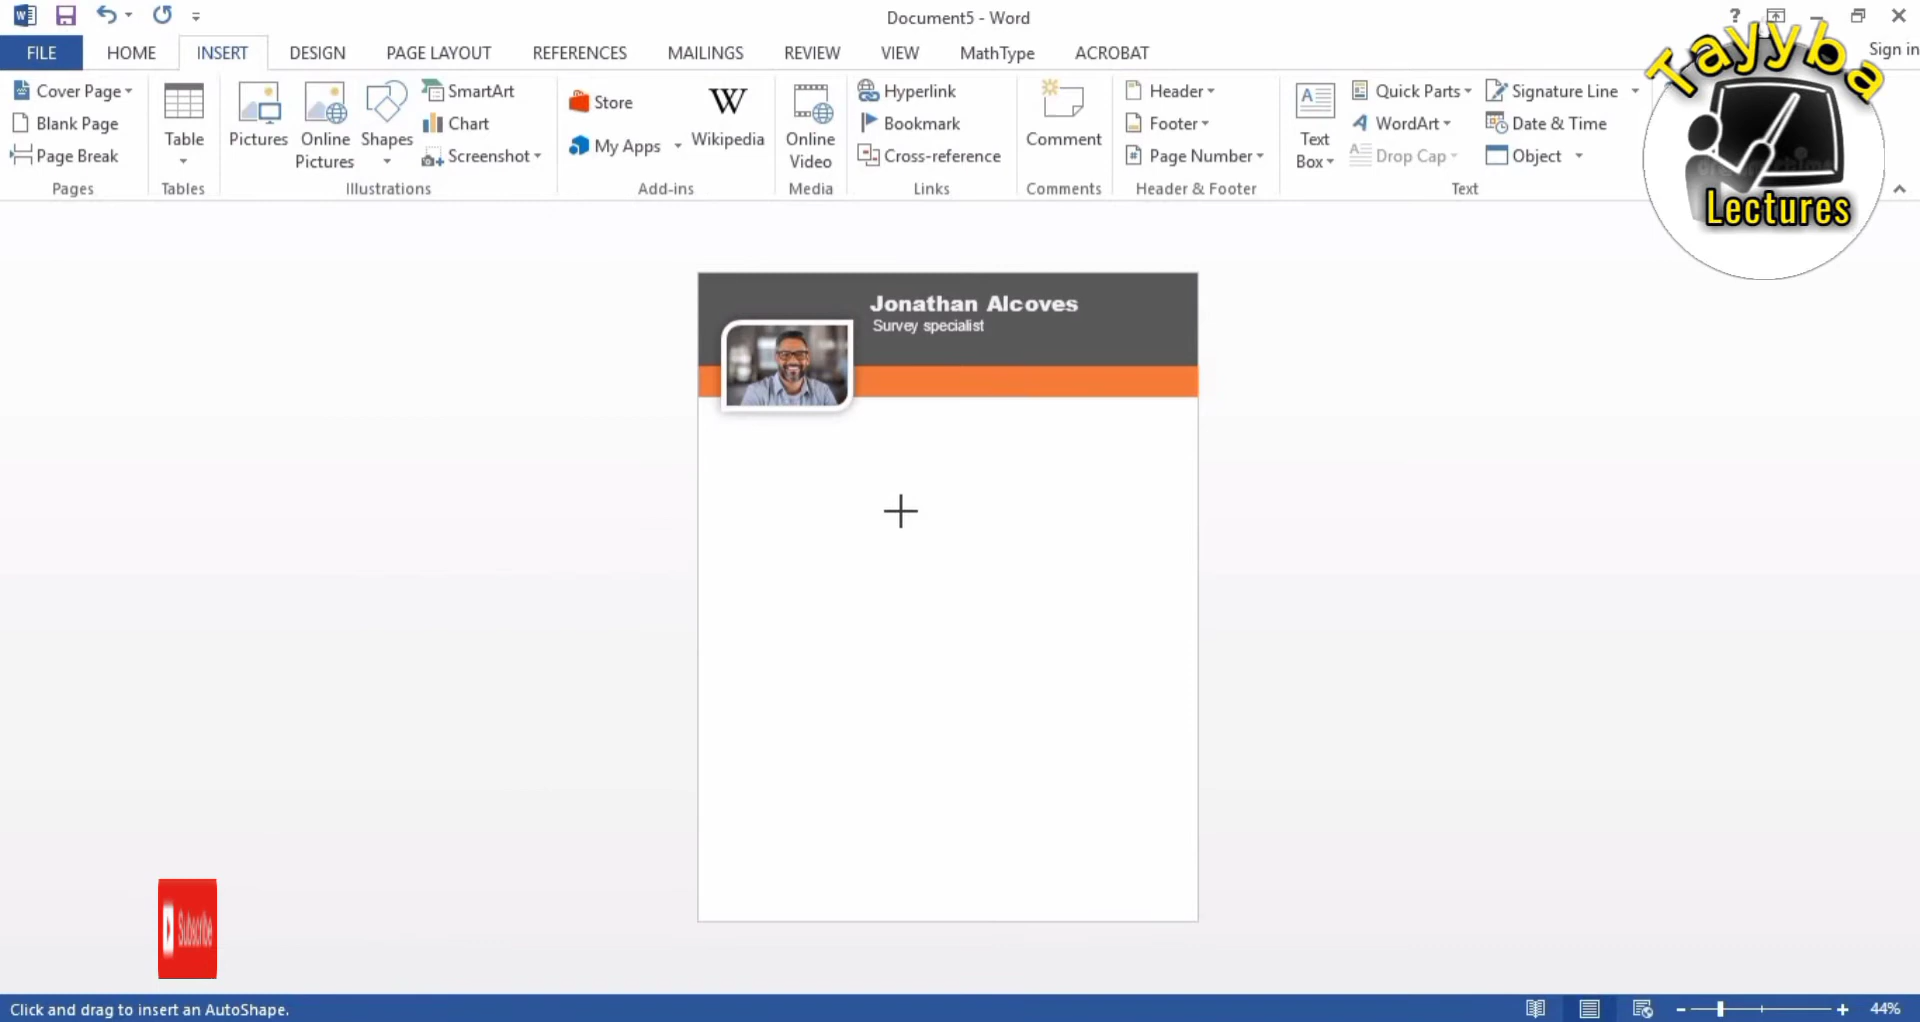 Document5 - Word
?
Sign in
FILE HOME INSERT DESIGN PAGE LAYOUT REFERENCES MAILINGS REVIEW VIEW MathType ACROBAT
Cover Page
Blank Page
Page Break
Pages
Table
Tables
Pictures
Online Pictures
Shapes
SmartArt
Chart
Screenshot
Illustrations
Store
My Apps
W
Wikipedia
Add-ins
Online Video
Media
Hyperlink
Bookmark
Cross-reference
Links
Comment
Comments
Header
Footer
Page Number
Header & Footer
Text Box
Quick Parts
WordArt
Drop Cap
Signature Line
Date & Time
Object
Text
Tayyba
Lectures
Jonathan Alcoves
Survey specialist
Subscribe
Click and drag to insert an AutoShape.
44%